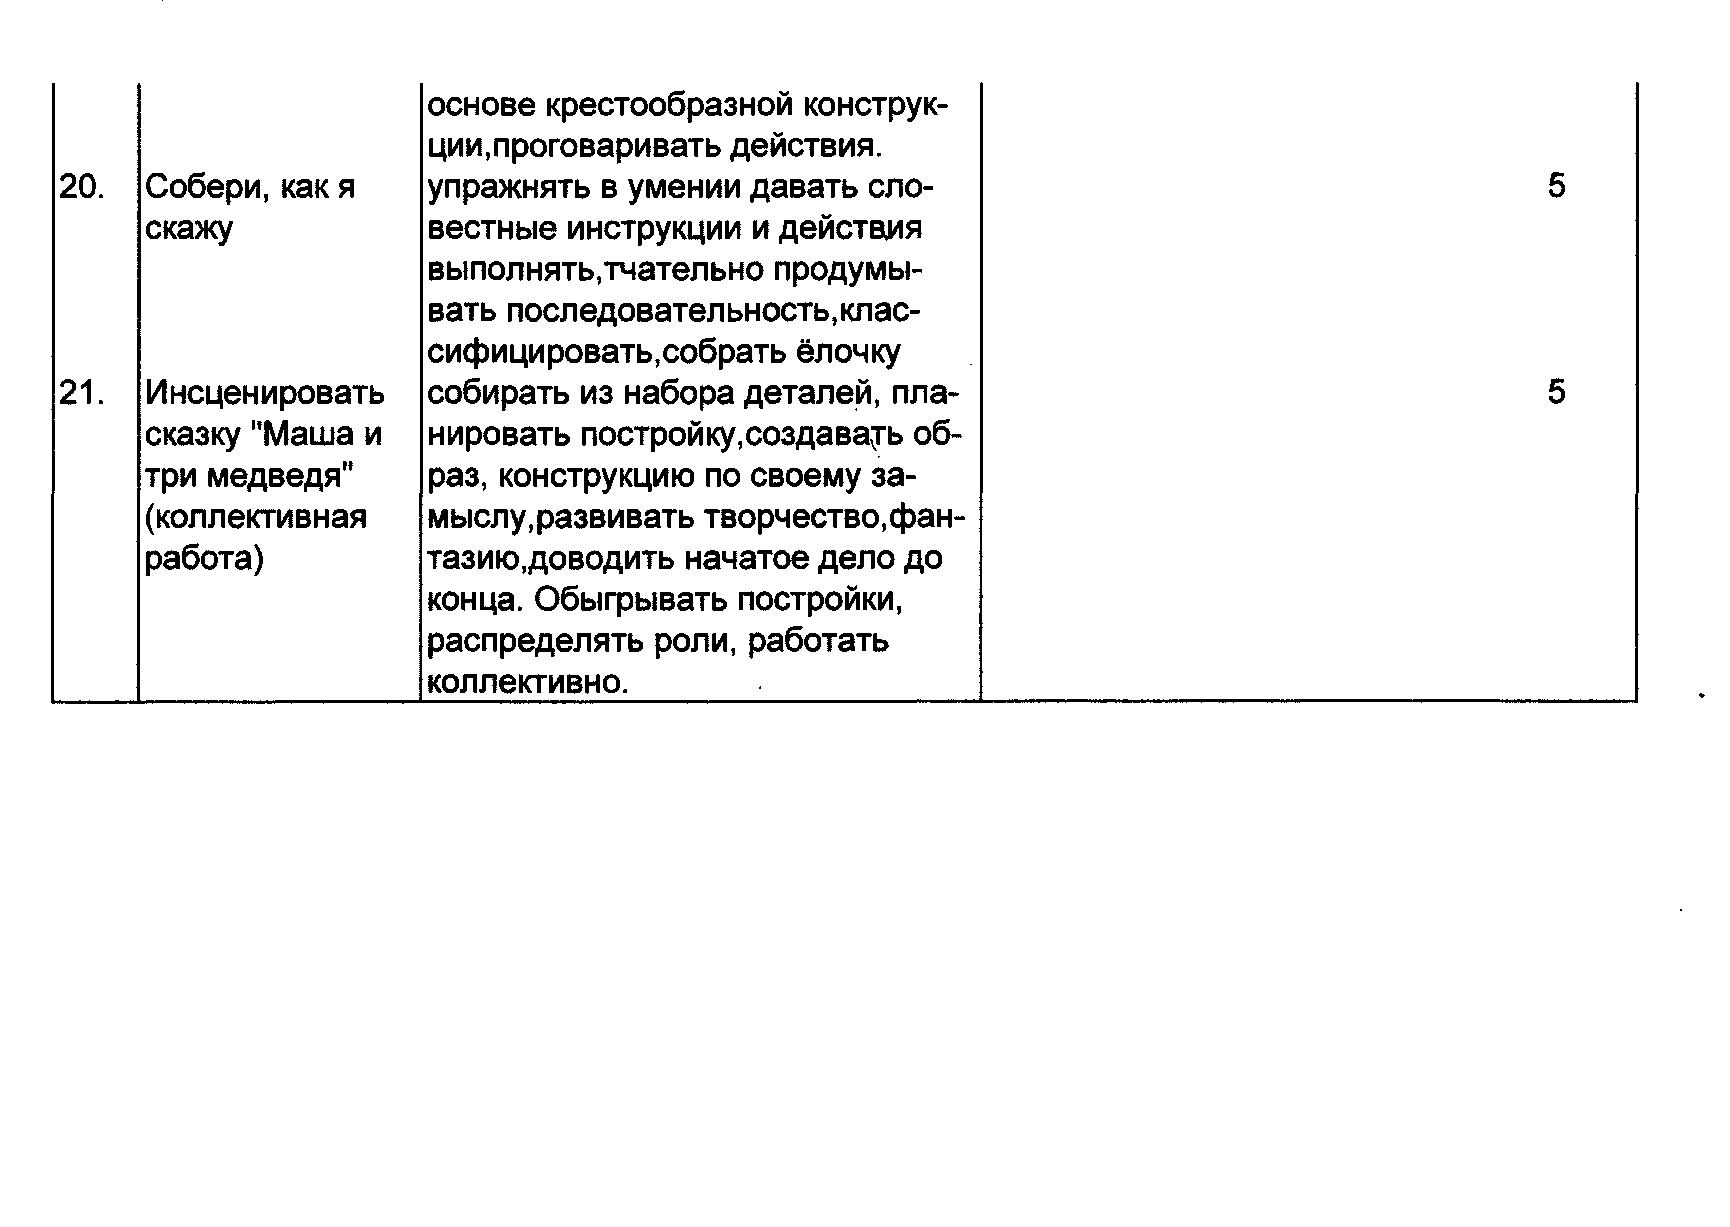 основе крестообразной конструк-
ции,проговаривать действия.
20. Собери, как я упражнять в умении давать сло- 5
скажу вестные инструкции и действия
выполнять,тчательно продумы-
вать последовательность,клас-
сифицировать,собрать ёлочку
21. Инсценировать собирать из набора деталей, пла- 5
сказку "Маша и нировать постройку,создавать об-
три медведя" раз, конструкцию по своему за-
(коллективная мыслу,развивать творчество,фан-
работа) тазию,доводить начатое дело до
конца. Обыгрывать постройки,
распределять роли, работать
коллективно.